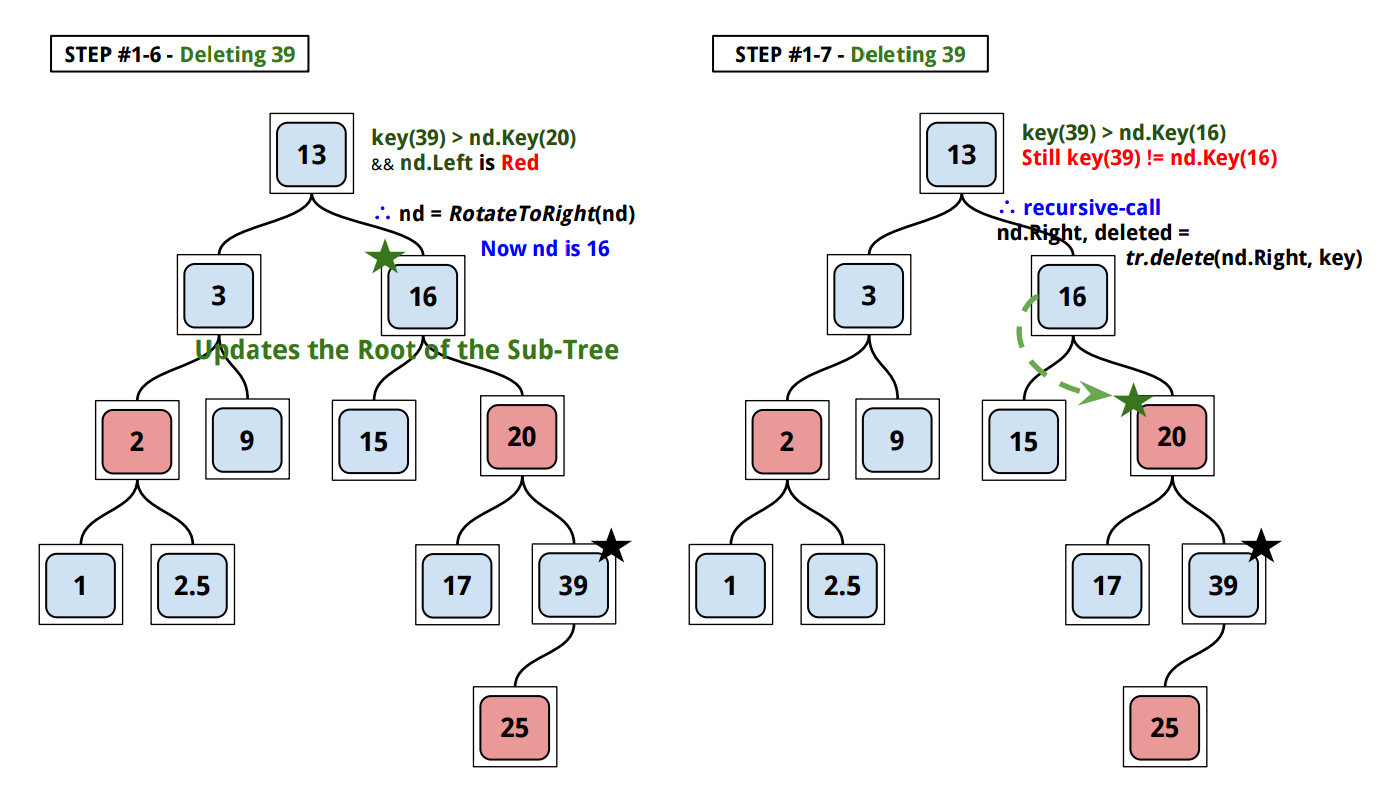 STEP #1-6 - Deleting 39
13
key(39) > nd.Key(20)
&& nd.Left is Red
∴ nd = RotateToRight(nd)
Now nd is 16
3
16
Updates the Root of the Sub-Tree
2
9
15
20
1
2.5
17
39
25
STEP #1-7 - Deleting 39
13
key(39) > nd.Key(16)
Still key(39) != nd.Key(16)
∴ recursive-call
nd.Right, deleted =
tr.delete(nd.Right, key)
3
16
2
9
15
20
1
2.5
17
39
25